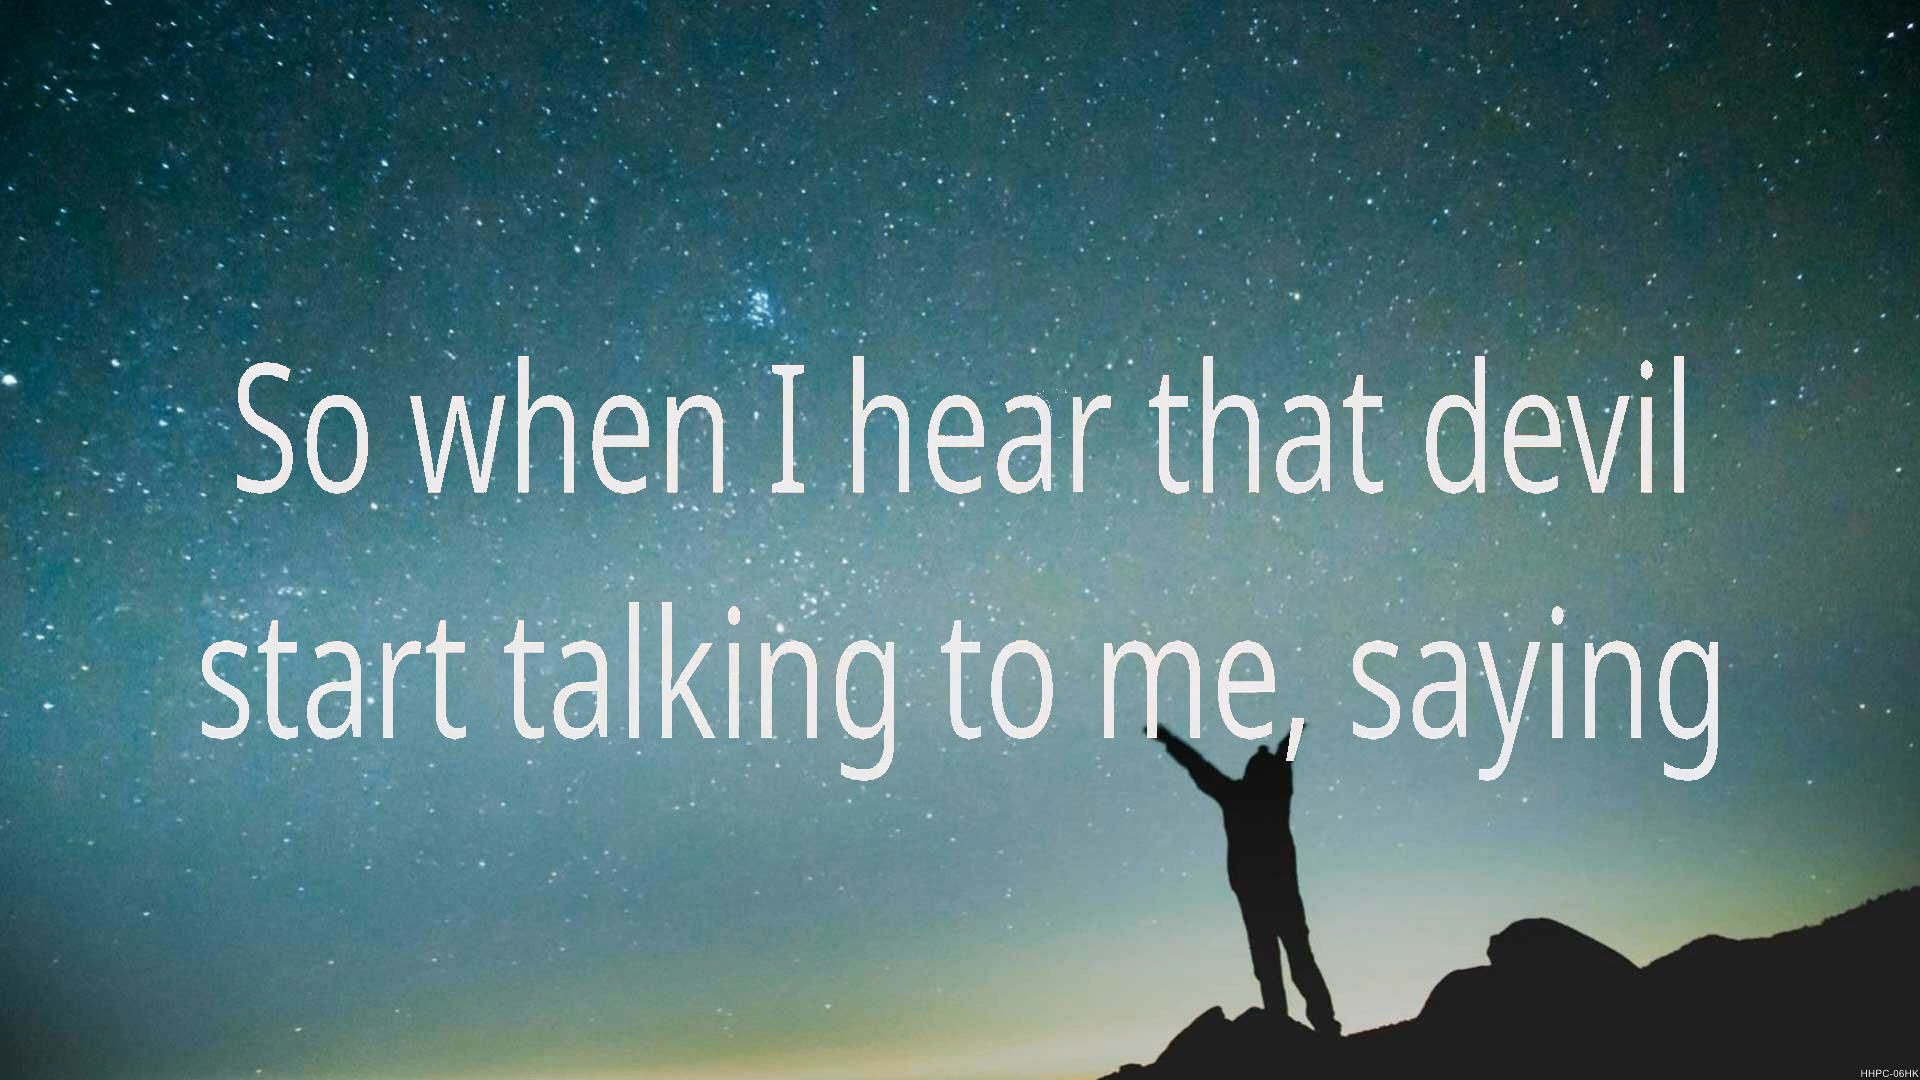 So when I hear that devil
start talking to me, saying
HHPC-06HK